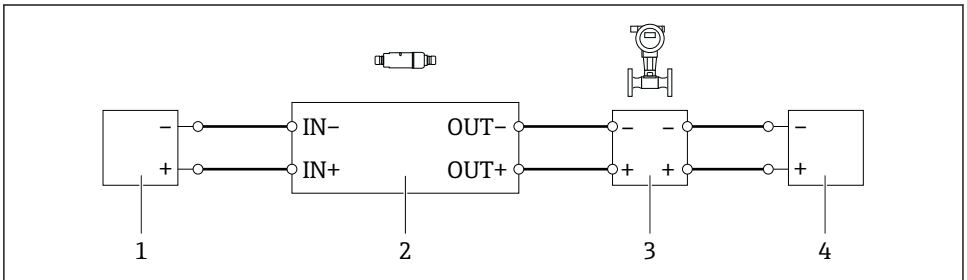 − IN− OUT− − − −
+ IN+ OUT+ + + +
1 2 3 4